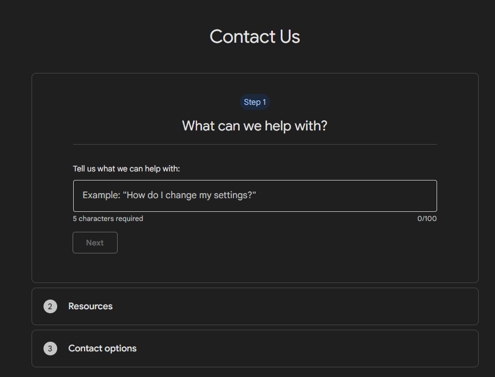 Contact Us
Step 1
What can we help with?
Tell us what we can help with:
Example: "How do I change my settings?"
5 characters required
0/100
Next
2 Resources
3 Contact options